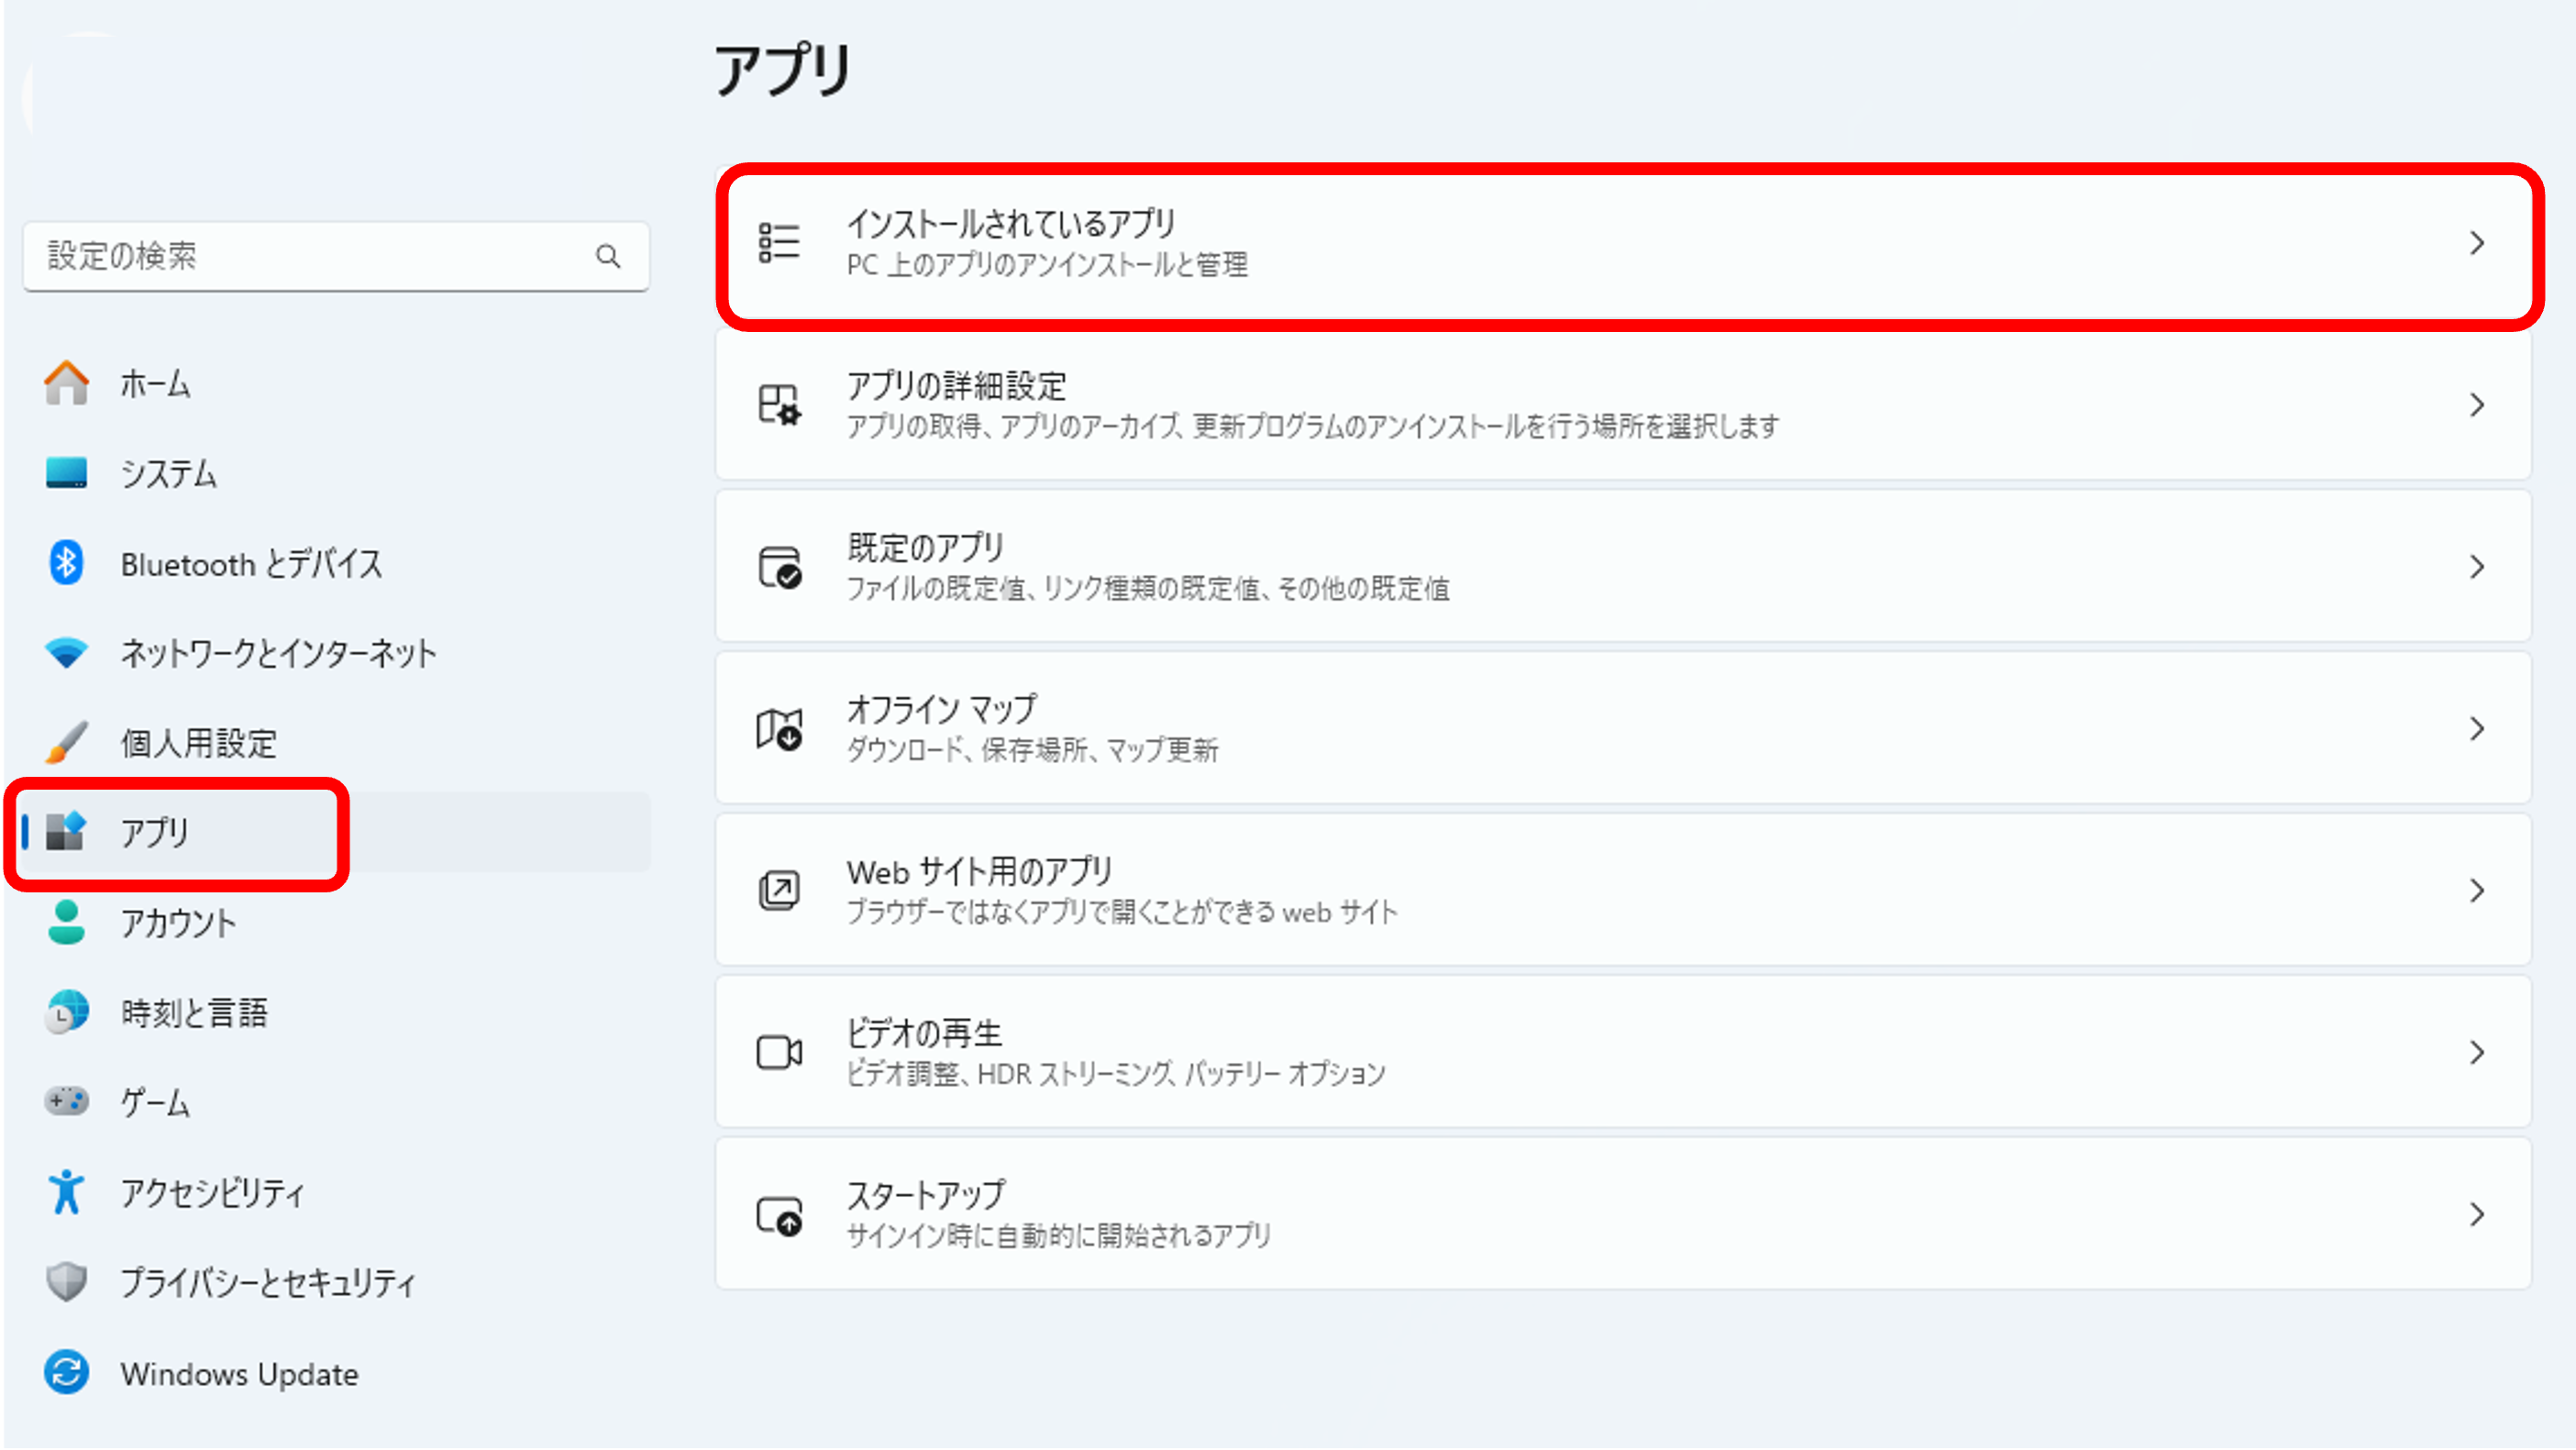 アプリ
設定の検索
ホーム
システム
Bluetooth とデバイス
ネットワークとインターネット
個人用設定
アプリ
アカウント
時刻と言語
ゲーム
アクセシビリティ
プライバシーとセキュリティ
Windows Update
インストールされているアプリ
PC 上のアプリのアンインストールと管理
アプリの詳細設定
アプリの取得、アプリのアーカイブ、更新プログラムのアンインストールを行う場所を選択します
既定のアプリ
ファイルの既定値、リンク種類の既定値、その他の既定値
オフライン マップ
ダウンロード、保存場所、マップ更新
Web サイト用のアプリ
ブラウザーではなくアプリで開くことができる web サイト
ビデオの再生
ビデオ調整、HDR ストリーミング、バッテリー オプション
スタートアップ
サインイン時に自動的に開始されるアプリ